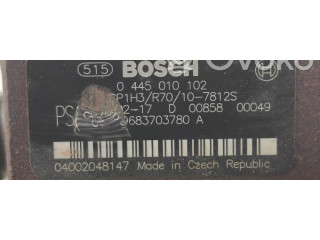 515 BOSCH
0 445 010 102
CP1H3/R70/10-7812S
PSA 02-17 D 00858 00049
9683703780 A
04002048147 Made in Czech Republic